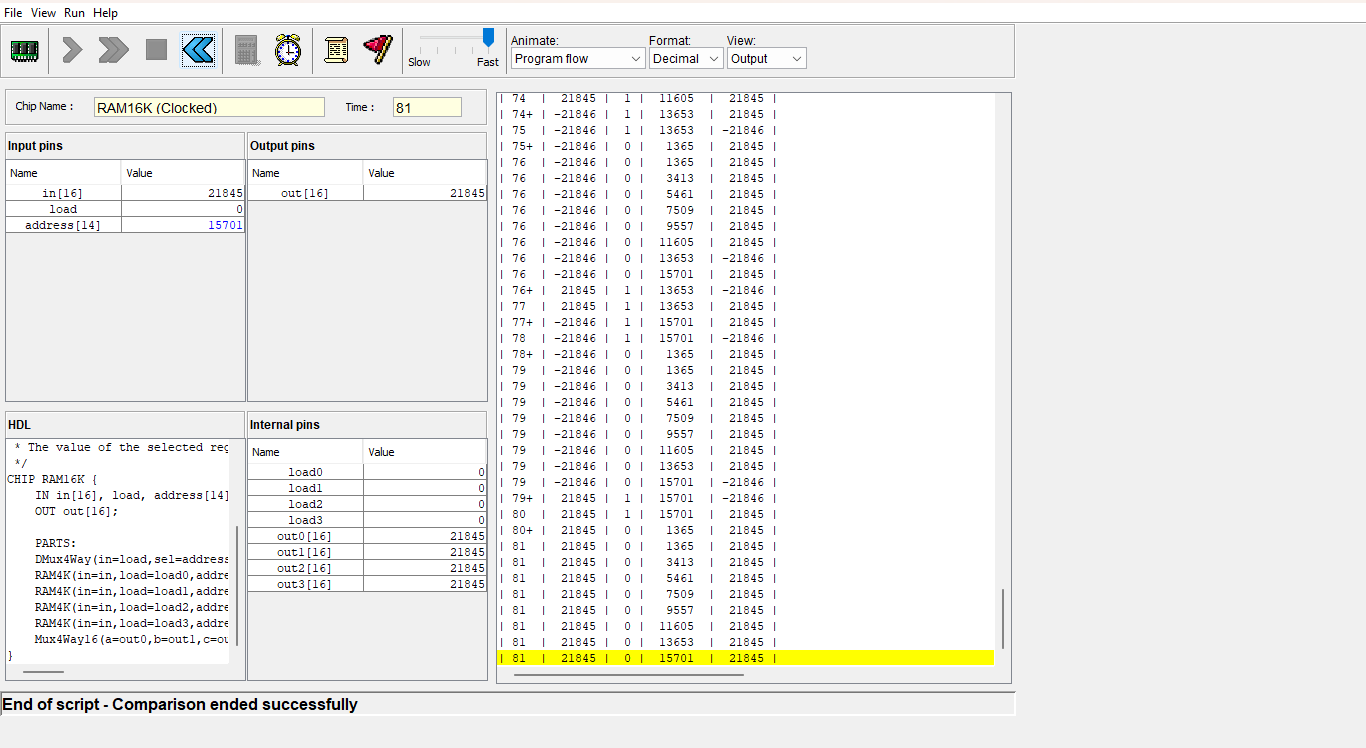 File View Run Help
Slow
Fast
Animate:
Program flow
Format:
Decimal
View:
Output
Chip Name :
RAM16K (Clocked)
Time :
81
Input pins
Name Value
in[16] 21845
load 0
address[14] 15701
Output pins
Name Value
out[16] 21845
HDL
* The value of the selected reg
*/
CHIP RAM16K {
IN in[16], load, address[14]
OUT out[16];
PARTS:
DMux4Way(in=load,sel=address
RAM4K(in=in,load=load0,addre
RAM4K(in=in,load=load1,addre
RAM4K(in=in,load=load2,addre
RAM4K(in=in,load=load3,addre
Mux4Way16(a=out0,b=out1,c=ou
}
Internal pins
Name Value
load0 0
load1 0
load2 0
load3 0
out0[16] 21845
out1[16] 21845
out2[16] 21845
out3[16] 21845
| 74 | 21845 | 1 | 11605 | 21845 |
| 74+ | -21846 | 1 | 13653 | 21845 |
| 75 | -21846 | 1 | 13653 | -21846 |
| 75+ | -21846 | 0 | 1365 | 21845 |
| 76 | -21846 | 0 | 1365 | 21845 |
| 76 | -21846 | 0 | 3413 | 21845 |
| 76 | -21846 | 0 | 5461 | 21845 |
| 76 | -21846 | 0 | 7509 | 21845 |
| 76 | -21846 | 0 | 9557 | 21845 |
| 76 | -21846 | 0 | 11605 | 21845 |
| 76 | -21846 | 0 | 13653 | -21846 |
| 76 | -21846 | 0 | 15701 | 21845 |
| 76+ | 21845 | 1 | 13653 | -21846 |
| 77 | 21845 | 1 | 13653 | 21845 |
| 77+ | -21846 | 1 | 15701 | 21845 |
| 78 | -21846 | 1 | 15701 | -21846 |
| 78+ | -21846 | 0 | 1365 | 21845 |
| 79 | -21846 | 0 | 1365 | 21845 |
| 79 | -21846 | 0 | 3413 | 21845 |
| 79 | -21846 | 0 | 5461 | 21845 |
| 79 | -21846 | 0 | 7509 | 21845 |
| 79 | -21846 | 0 | 9557 | 21845 |
| 79 | -21846 | 0 | 11605 | 21845 |
| 79 | -21846 | 0 | 13653 | 21845 |
| 79 | -21846 | 0 | 15701 | -21846 |
| 79+ | 21845 | 1 | 15701 | -21846 |
| 80 | 21845 | 1 | 15701 | 21845 |
| 80+ | 21845 | 0 | 1365 | 21845 |
| 81 | 21845 | 0 | 1365 | 21845 |
| 81 | 21845 | 0 | 3413 | 21845 |
| 81 | 21845 | 0 | 5461 | 21845 |
| 81 | 21845 | 0 | 7509 | 21845 |
| 81 | 21845 | 0 | 9557 | 21845 |
| 81 | 21845 | 0 | 11605 | 21845 |
| 81 | 21845 | 0 | 13653 | 21845 |
| 81 | 21845 | 0 | 15701 | 21845 |
End of script - Comparison ended successfully